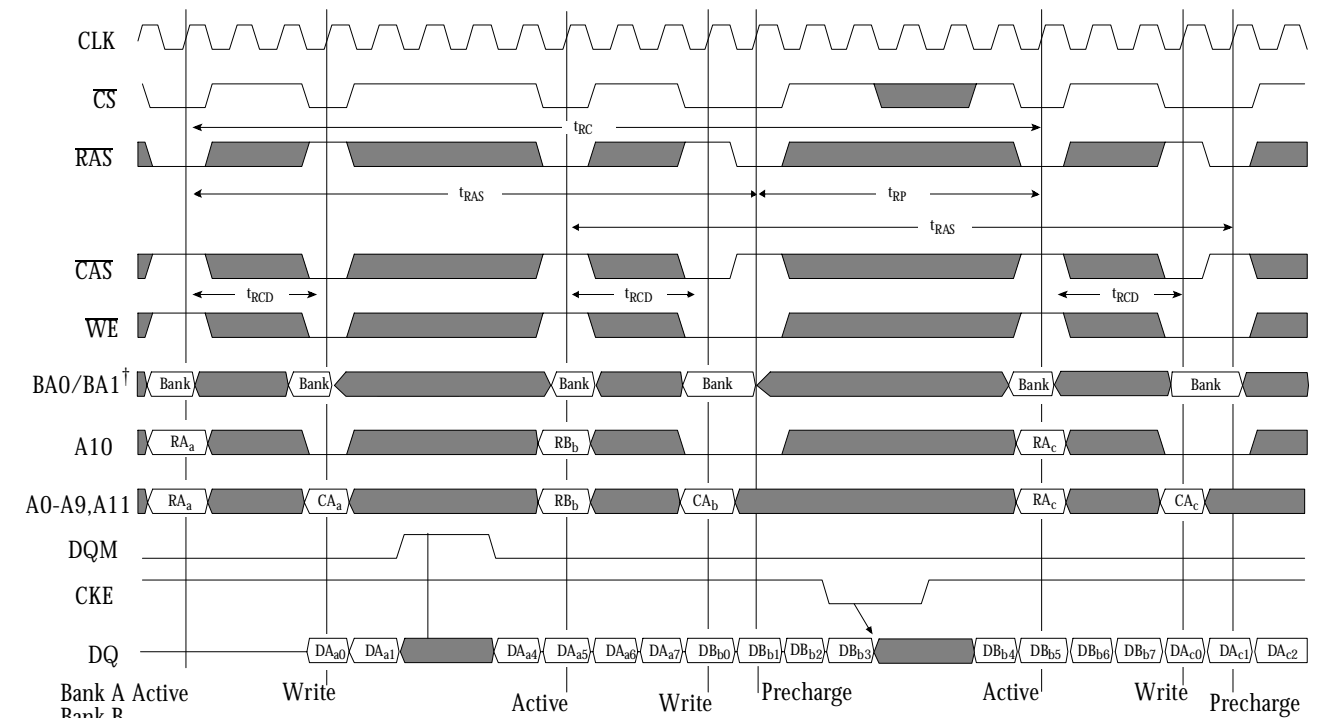 CLK
CS
tRC
RAS
tRAS
tRP
tRAS
CAS
tRCD
tRCD
tRCD
WE
BA0/BA1†
Bank
Bank
Bank
Bank
Bank
Bank
A10
RAa
RBb
RAc
A0-A9,A11
RAa
CAa
RBb
CAb
RAc
CAc
DQM
CKE
DQ
DAa0
DAa1
DAa4
DAa5
DAa6
DAa7
DBb0
DBb1
DBb2
DBb3
DBb4
DBb5
DBb6
DBb7
DAc0
DAc1
DAc2
Bank A Active Write Precharge Active Write Precharge
Bank B Active Write